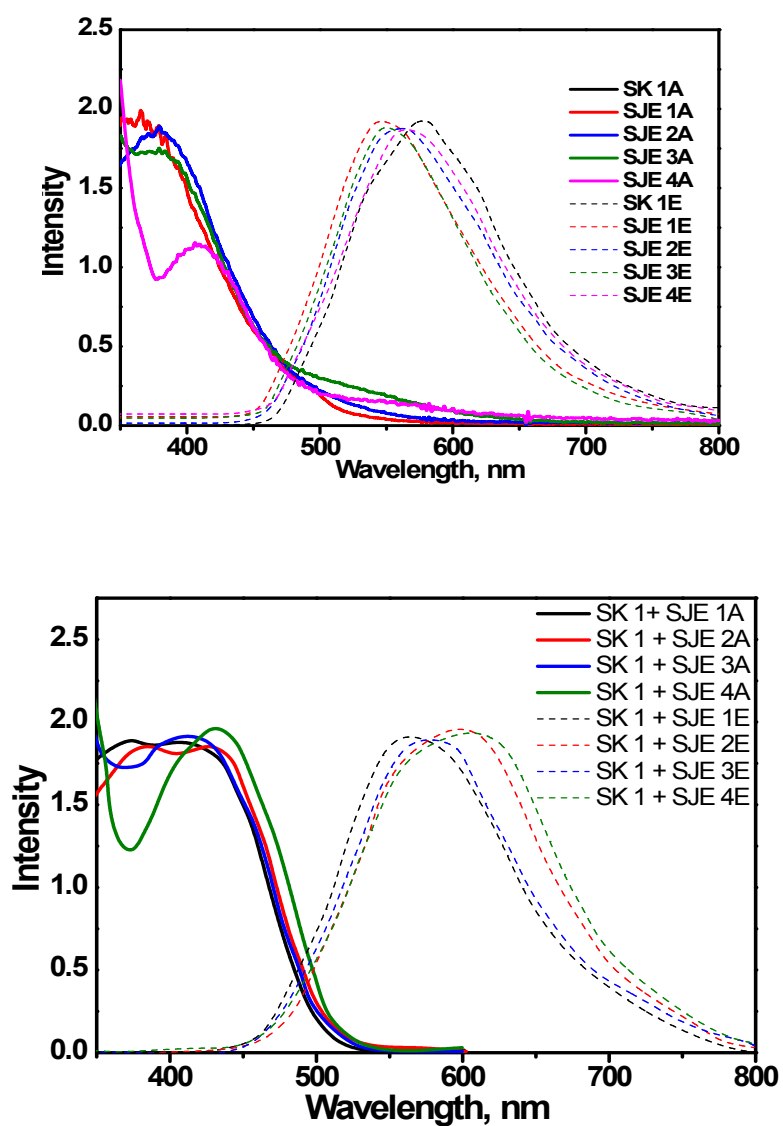 2.5
2.0
1.5
1.0
0.5
0.0
Intensity
SK 1A
SJE 1A
SJE 2A
SJE 3A
SJE 4A
SK 1E
SJE 1E
SJE 2E
SJE 3E
SJE 4E
400 500 600 700 800
Wavelength, nm
2.5
2.0
1.5
1.0
0.5
0.0
Intensity
SK 1+ SJE 1A
SK 1 + SJE 2A
SK 1 + SJE 3A
SK 1 + SJE 4A
SK 1 + SJE 1E
SK 1 + SJE 2E
SK 1 + SJE 3E
SK 1 + SJE 4E
400 500 600 700 800
Wavelength, nm